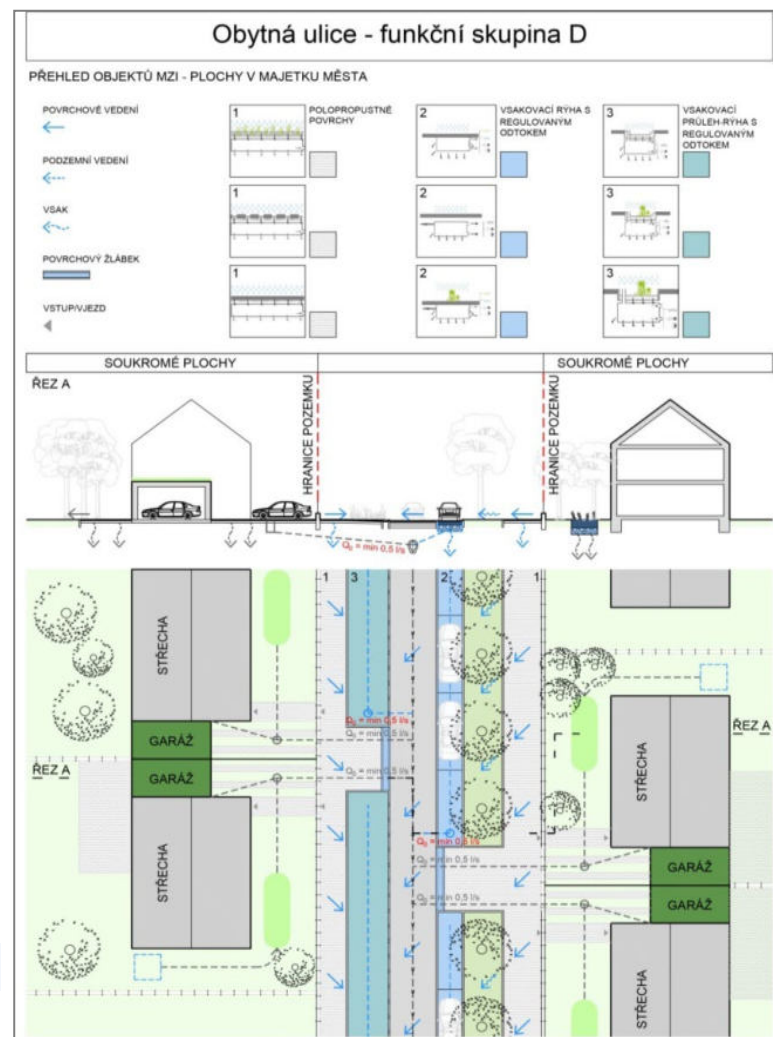 Obytná ulice - funkční skupina D
PŘEHLED OBJEKTŮ MZI - PLOCHY V MAJETKU MĚSTA
POVRCHOVÉ VEDENÍ
PODZEMNÍ VEDENÍ
VSAK
POVRCHOVÝ ŽLÁBEK
VSTUP/VJEZD
1
POLOPROPUSTNÉ
POVRCHY
1
1
2
VSAKOVACÍ RÝHA S
REGULOVANÝM
ODTOKEM
2
2
3
VSAKOVACÍ
PRŮLEH-RÝHA S
REGULOVANÝM
ODTOKEM
3
3
SOUKROMÉ PLOCHY
SOUKROMÉ PLOCHY
ŘEZ A
HRANICE POZEMKU
HRANICE POZEMKU
Q₀ = min 0,5 l/s
1
3
2
1
STŘECHA
GARÁŽ
ŘEZ A
GARÁŽ
STŘECHA
Q₀ = min 0,5 l/s
Q₀ = min 0,5 l/s
Q₀ = min 0,5 l/s
Q₀ = min 0,5 l/s
Q₀ = min 0,5 l/s
Q₀ = min 0,5 l/s
STŘECHA
ŘEZ A
GARÁŽ
GARÁŽ
STŘECHA